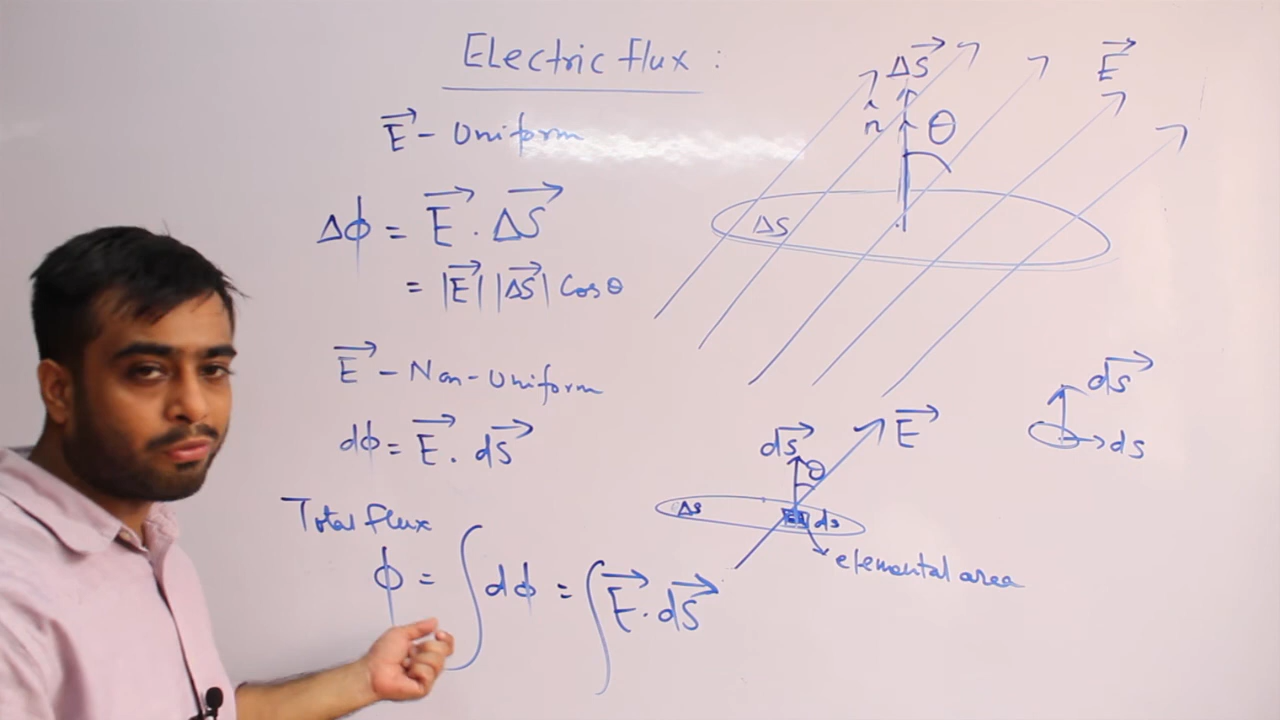 Electric flux :
E⃗ - Uniform
Δϕ = E⃗ . ΔS⃗
= |E⃗| |ΔS⃗| Cos θ
E⃗ - Non-Uniform
dϕ = E⃗ . dS⃗
Total flux
ϕ = ∫ dϕ = ∫ E⃗ . dS⃗
ΔS⃗
E⃗
n̂
θ
ΔS
dS⃗
ds
dS⃗
E⃗
θ
Δs
ds
elemental area